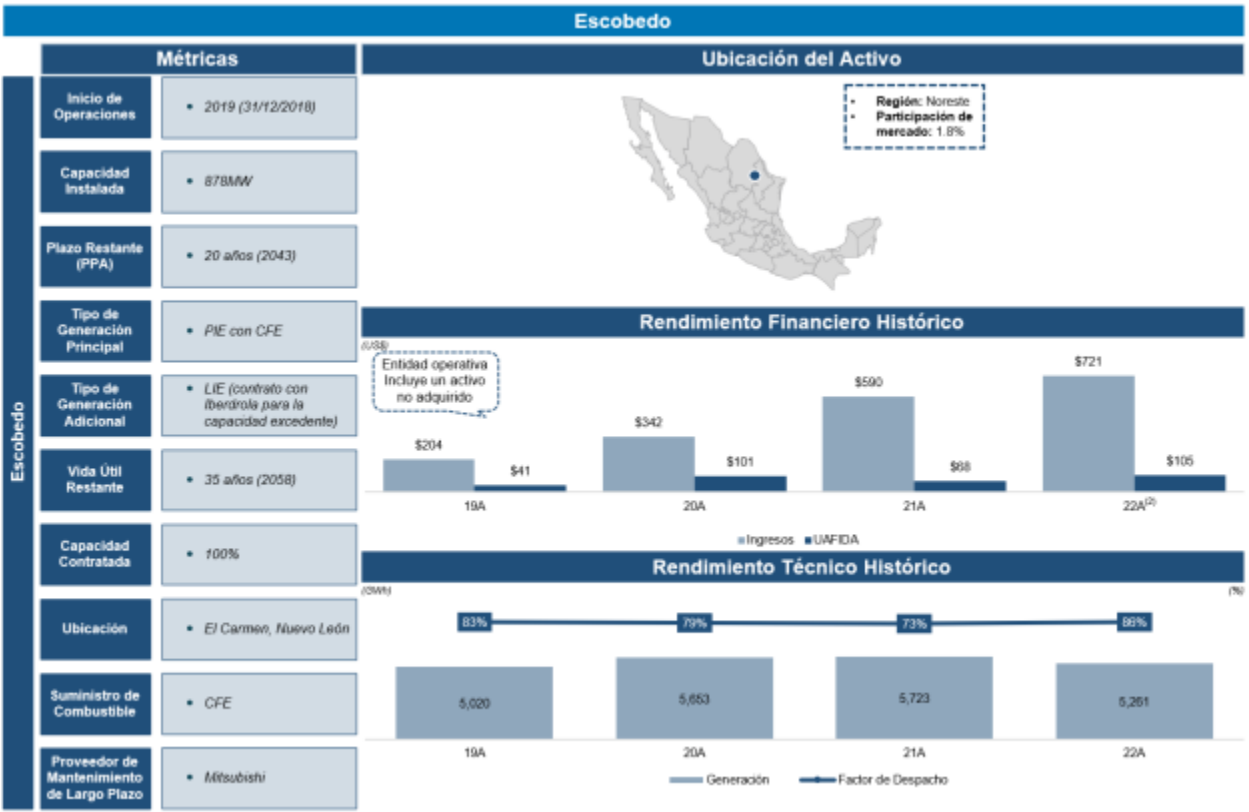 Escobedo
Métricas
Escobedo
Inicio de
Operaciones
• 2019 (31/12/2018)
Capacidad
Instalada
• 878MW
Plazo Restante
(PPA)
• 20 años (2043)
Tipo de
Generación
Principal
• PIE con CFE
Tipo de
Generación
Adicional
• LIE (contrato con
Iberdrola para la
capacidad excedente)
Vida Útil
Restante
• 35 años (2058)
Capacidad
Contratada
• 100%
Ubicación
• El Carmen, Nuevo León
Suministro de
Combustible
• CFE
Proveedor de
Mantenimiento
de Largo Plazo
• Mitsubishi
Ubicación del Activo
• Región: Noreste
• Participación de
mercado: 1.8%
Rendimiento Financiero Histórico
(US$)
Entidad operativa
Incluye un activo
no adquirido
$204 $41 $342 $101 $590 $68 $721 $105
19A 20A 21A 22A(2)
Ingresos UAFIDA
Rendimiento Técnico Histórico
(GWh) (%)
83% 79% 73% 86%
5,020 5,653 5,723 5,261
19A 20A 21A 22A
Generación Factor de Despacho